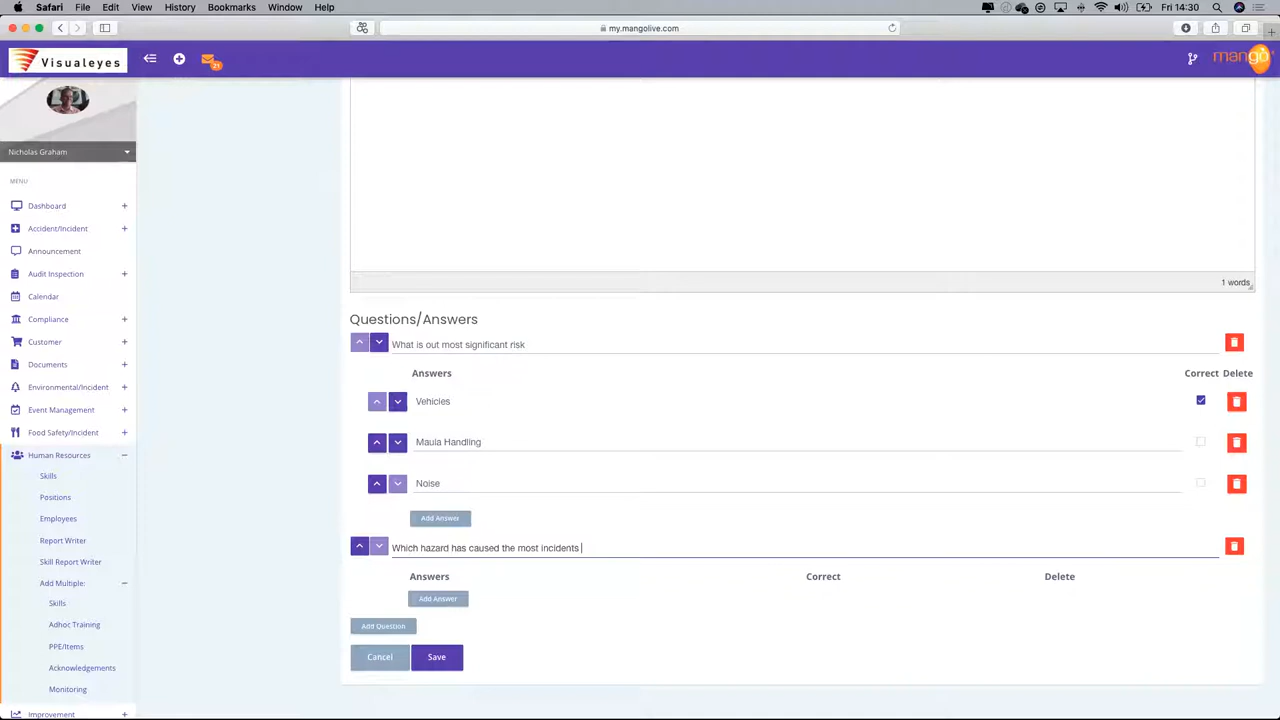 Safari File Edit View History Bookmarks Window Help Fri 14:30
my.mangolive.com
Visualeyes 21 mango
Nicholas Graham
MENU
Dashboard +
Accident/Incident +
Announcement
Audit Inspection +
Calendar
Compliance +
Customer +
Documents +
Environmental/Incident +
Event Management +
Food Safety/Incident +
Human Resources −
Skills
Positions
Employees
Report Writer
Skill Report Writer
Add Multiple: −
Skills
Adhoc Training
PPE/Items
Acknowledgements
Monitoring
Improvement +
1 words
Questions/Answers
What is out most significant risk
Answers Correct Delete
Vehicles
Maula Handling
Noise
Add Answer
Which hazard has caused the most incidents
Answers Correct Delete
Add Answer
Add Question
Cancel Save